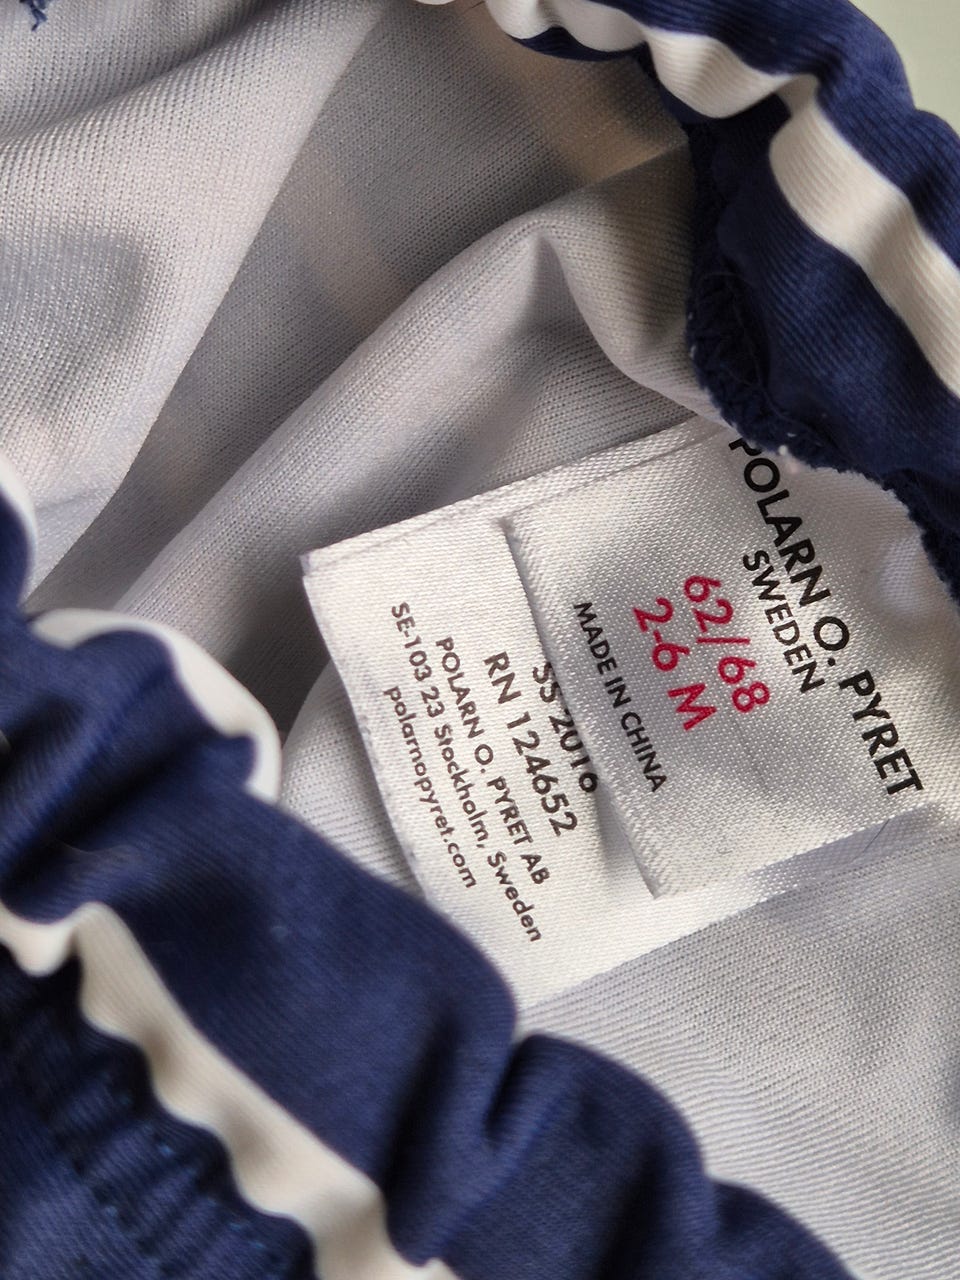 POLARN O. PYRET
SWEDEN
62/68
2-6 M
MADE IN CHINA
SS 2016
RN 124652
POLARN O. PYRET AB
SE-103 23 Stockholm, Sweden
polarnopyret.com